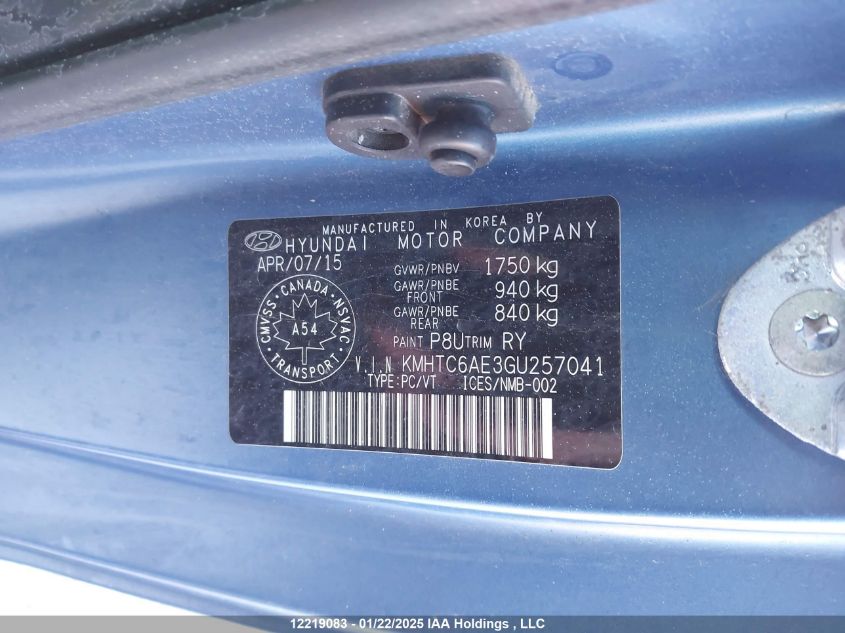 MANUFACTURED IN KOREA BY
HYUNDAI MOTOR COMPANY
APR/07/15
GVWR/PNBV 1750 kg
GAWR/PNBE FRONT 940 kg
GAWR/PNBE REAR 840 kg
CMVSS · CANADA · NSVAC
A54
TRANSPORT
PAINT P8U TRIM RY
V.I.N KMHTC6AE3GU257041
TYPE:PC/VT ICES/NMB-002
12219083 - 01/22/2025 IAA Holdings , LLC